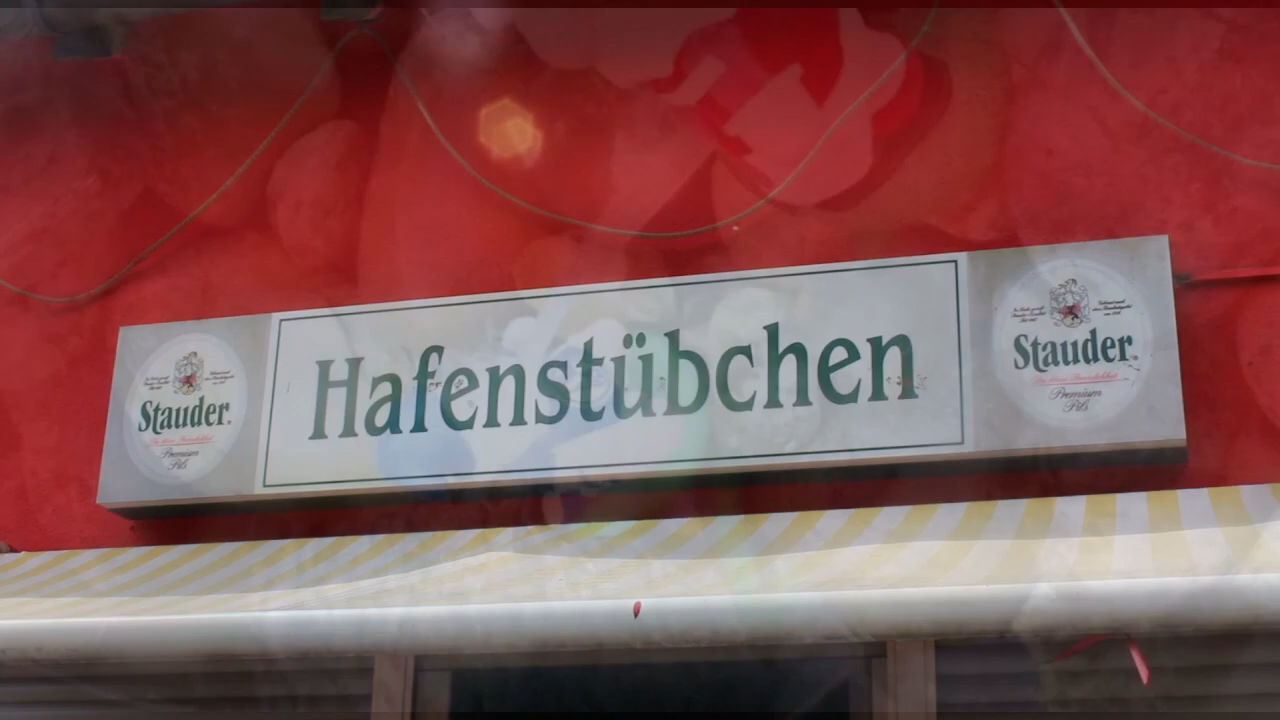 Stauder.
Premium
Pils
Hafenstübchen
Stauder.
Premium
Pils